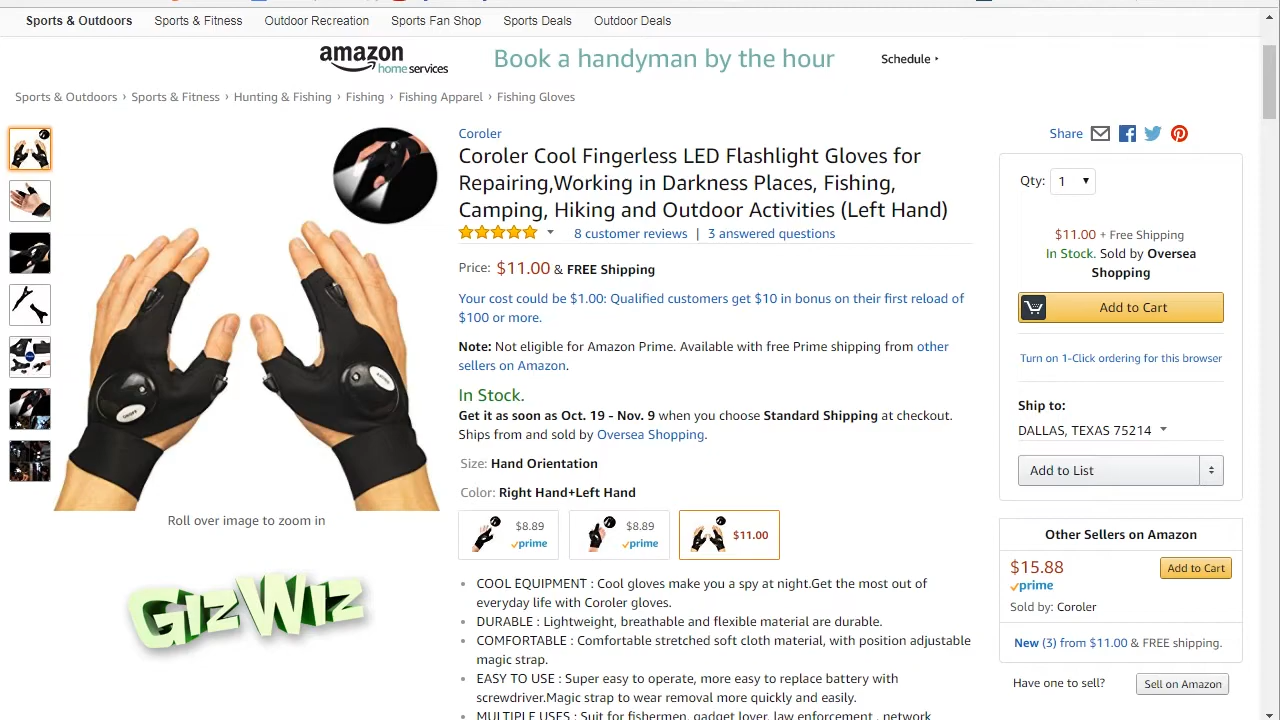 Sports & Outdoors Sports & Fitness Outdoor Recreation Sports Fan Shop Sports Deals Outdoor Deals
amazon
home services
Book a handyman by the hour
Schedule
Sports & Outdoors › Sports & Fitness › Hunting & Fishing › Fishing › Fishing Apparel › Fishing Gloves
Coroler
Coroler Cool Fingerless LED Flashlight Gloves for
Repairing,Working in Darkness Places, Fishing,
Camping, Hiking and Outdoor Activities (Left Hand)
8 customer reviews | 3 answered questions
Price: $11.00 & FREE Shipping
Your cost could be $1.00: Qualified customers get $10 in bonus on their first reload of
$100 or more.
Note: Not eligible for Amazon Prime. Available with free Prime shipping from other
sellers on Amazon.
In Stock.
Get it as soon as Oct. 19 - Nov. 9 when you choose Standard Shipping at checkout.
Ships from and sold by Oversea Shopping.
Size: Hand Orientation
Color: Right Hand+Left Hand
$8.89
prime
$8.89
prime
$11.00
COOL EQUIPMENT : Cool gloves make you a spy at night.Get the most out of
everyday life with Coroler gloves.
DURABLE : Lightweight, breathable and flexible material are durable.
COMFORTABLE : Comfortable stretched soft cloth material, with position adjustable
magic strap.
EASY TO USE : Super easy to operate, more easy to replace battery with
screwdriver.Magic strap to wear removal more quickly and easily.
MULTIPLE USES : Suit for fishermen, gadget lover, law enforcement , network
ON/OFF
Roll over image to zoom in
GizWiz
Share
Qty: 1
$11.00 + Free Shipping
In Stock. Sold by Oversea
Shopping
Add to Cart
Turn on 1-Click ordering for this browser
Ship to:
DALLAS, TEXAS 75214
Add to List
Other Sellers on Amazon
$15.88
Add to Cart
prime
Sold by: Coroler
New (3) from $11.00 & FREE shipping.
Have one to sell?
Sell on Amazon